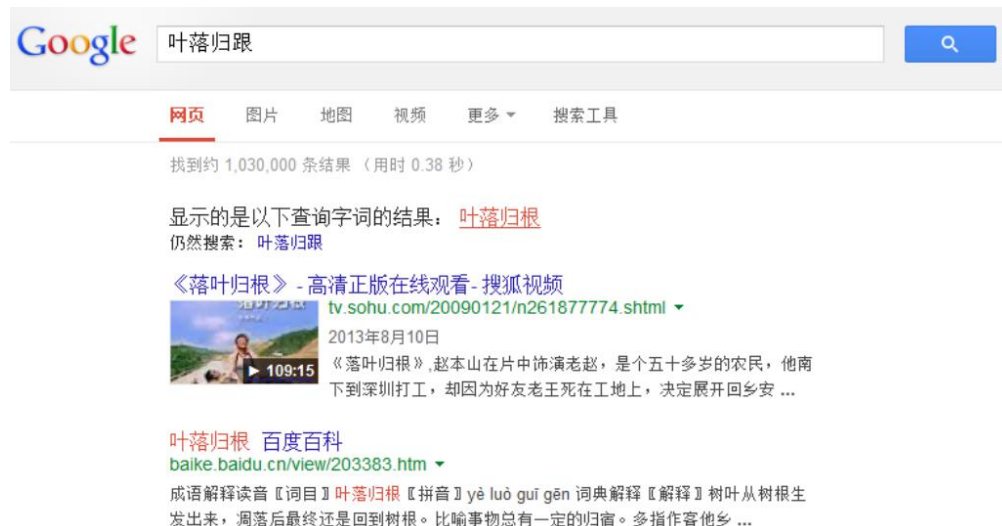 Google 叶落归跟
网页 图片 地图 视频 更多 搜索工具
找到约 1,030,000 条结果 （用时 0.38 秒）
显示的是以下查询字词的结果： 叶落归根
仍然搜索： 叶落归跟
《落叶归根》 - 高清正版在线观看- 搜狐视频
tv.sohu.com/20090121/n261877774.shtml
2013年8月10日
109:15
《落叶归根》,赵本山在片中饰演老赵，是个五十多岁的农民，他南
下到深圳打工，却因为好友老王死在工地上，决定展开回乡安 ...
叶落归根 百度百科
baike.baidu.cn/view/203383.htm
成语解释读音〖词目〗叶落归根〖拼音〗yè luò guī gēn 词典解释〖解释〗树叶从树根生
发出来，凋落后最终还是回到树根。比喻事物总有一定的归宿。多指作客他乡 ...